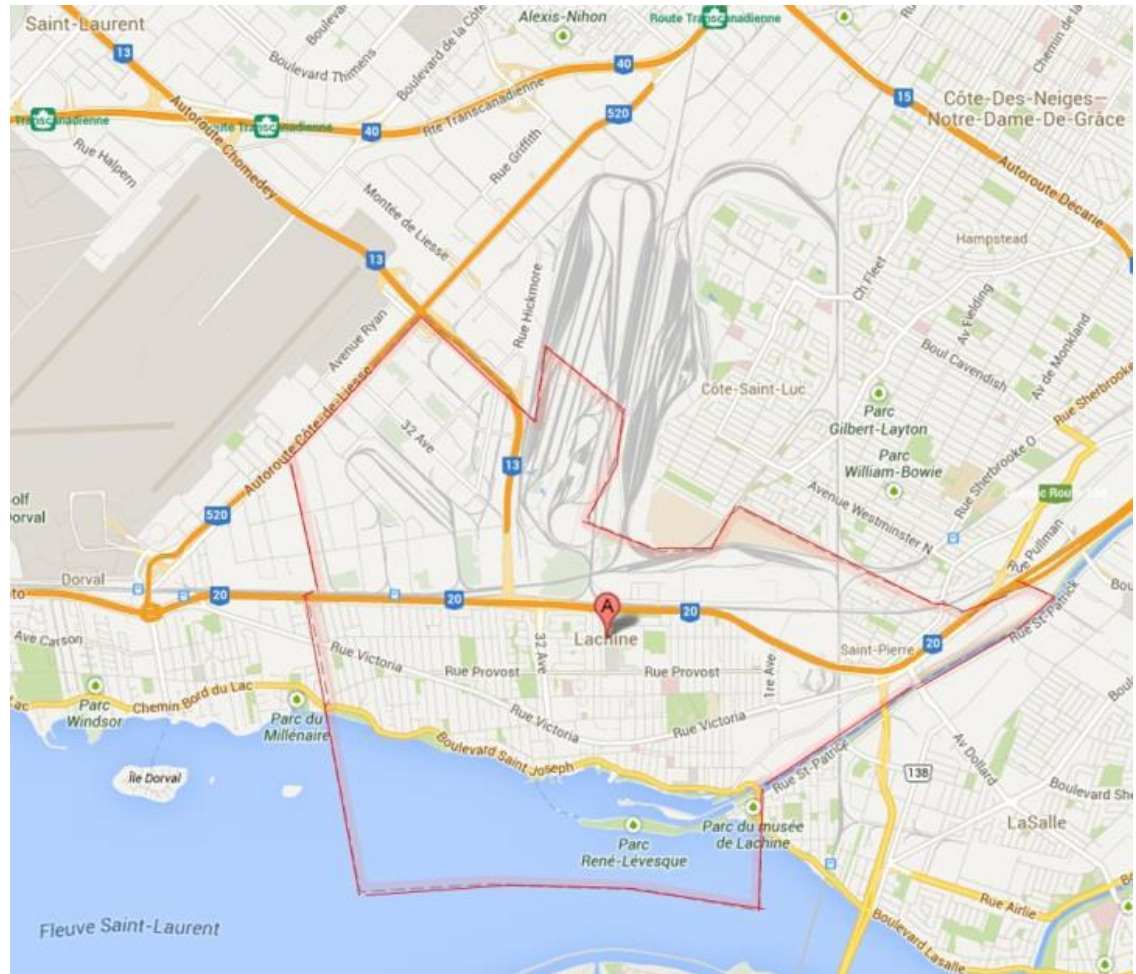 Saint-Laurent
Alexis-Nihon
Route Transcanadienne
Boulevard Thimens
Boulevard de la Côte
13
40
15
Côte-Des-Neiges—
Notre-Dame-De-Grâce
Chemin de la
Transcanadienne
Route Transcanadienne
40
Rte Transcanadienne
520
Rue Halpern
Autoroute Chomedey
Rue Griffith
Autoroute Décarie
Montée de Liesse
Hampstead
13
Ch Fleet
Rue Hickmore
Avenue Ryan
Av Fielding
Av de Monkland
Boul Cavendish
Autoroute Côte-de-Liesse
Côte-Saint-Luc
Parc
Gilbert-Layton
Rue Sherbrooke
32 Ave
Parc
William-Bowie
Rue Sherbrooke O
13
Avenue Westminster N
olf
Dorval
520
Rue Pullman
Dorval
20
20
A
20
Rue St-Patrick
Lachine
Saint-Pierre
20
Ave Carson
Rue Victoria
32 Ave
Rue Provost
Rue Provost
1re Ave
Parc
Windsor
Chemin Bord du Lac
Parc du
Millénaire
Rue Victoria
Rue Victoria
Boulevard Saint Joseph
Rue St-Patrick
Av Dollard
138
Île Dorval
Boulevard She
LaSalle
Parc
René-Lévesque
Parc du musée
de Lachine
Rue Airlie
Boulevard Lasalle
Fleuve Saint-Laurent